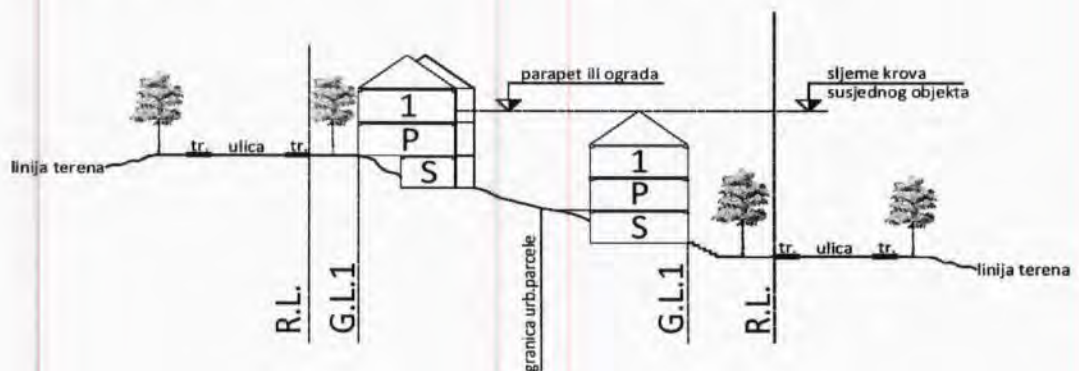 parapet ili ograda
sljeme krova
susjednog objekta
1
P
S
linija terena
tr. ulica tr.
1
P
S
tr. ulica tr.
linija terena
R.L.
G.L.1
granica urb.parcele
G.L.1
R.L.